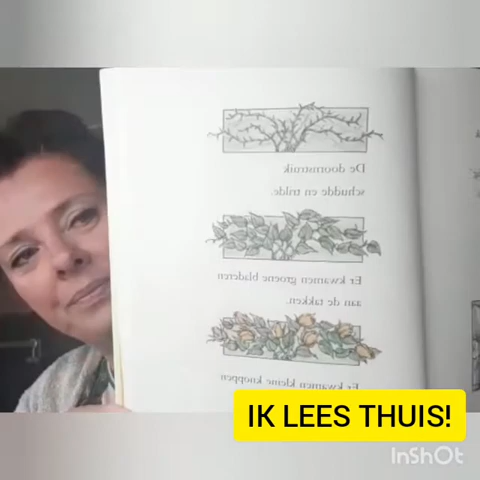 De doornstruik
schudde en trilde.
Er kwamen groene bladeren
aan de takken.
Er kwamen kleine knoppen
IK LEES THUIS!
InShOt